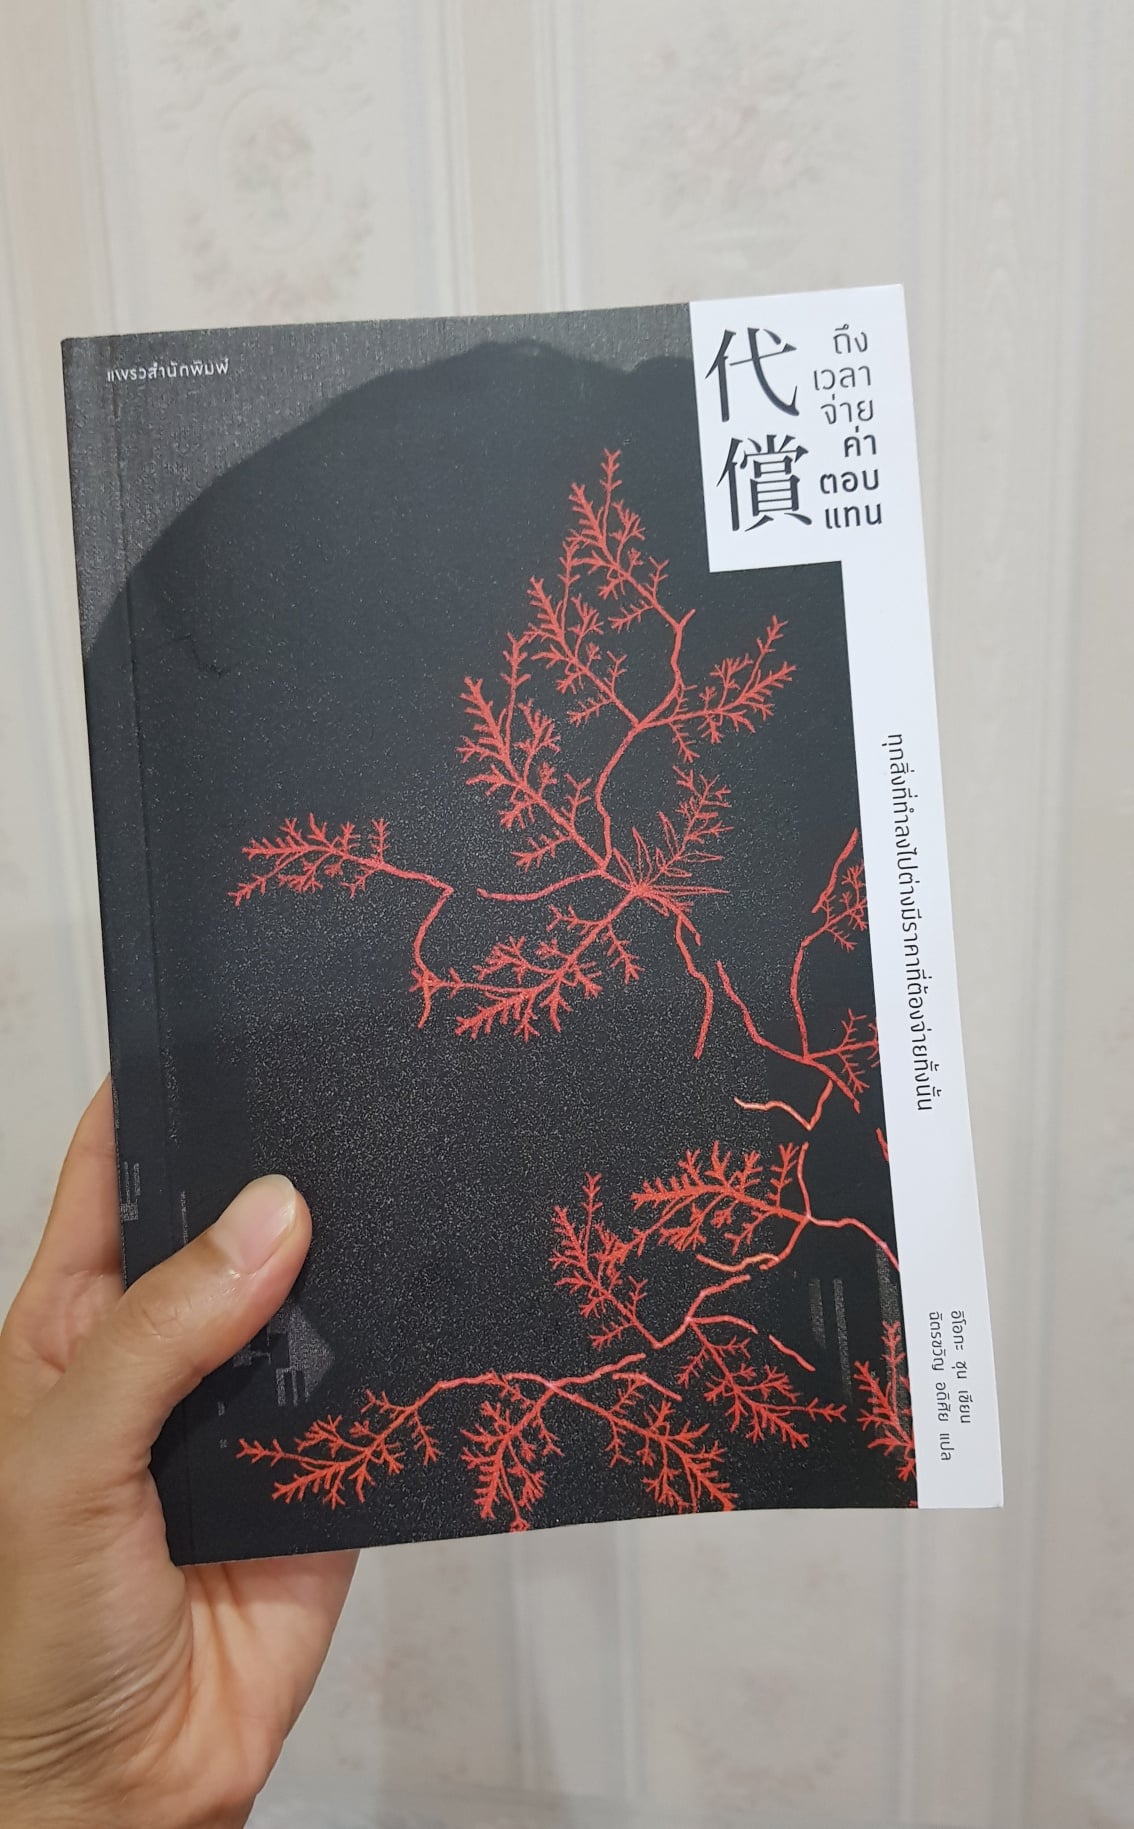 แพรวสำนักพิมพ์
代償
ถึง
เวลา
จ่าย
ค่า
ตอบ
แทน
ทุกสิ่งที่ทำลงไปต่างมีราคาที่ต้องจ่ายทั้งนั้น
อิโอกะ ชุน เขียน
ฉัตรขวัญ อดิศัย แปล